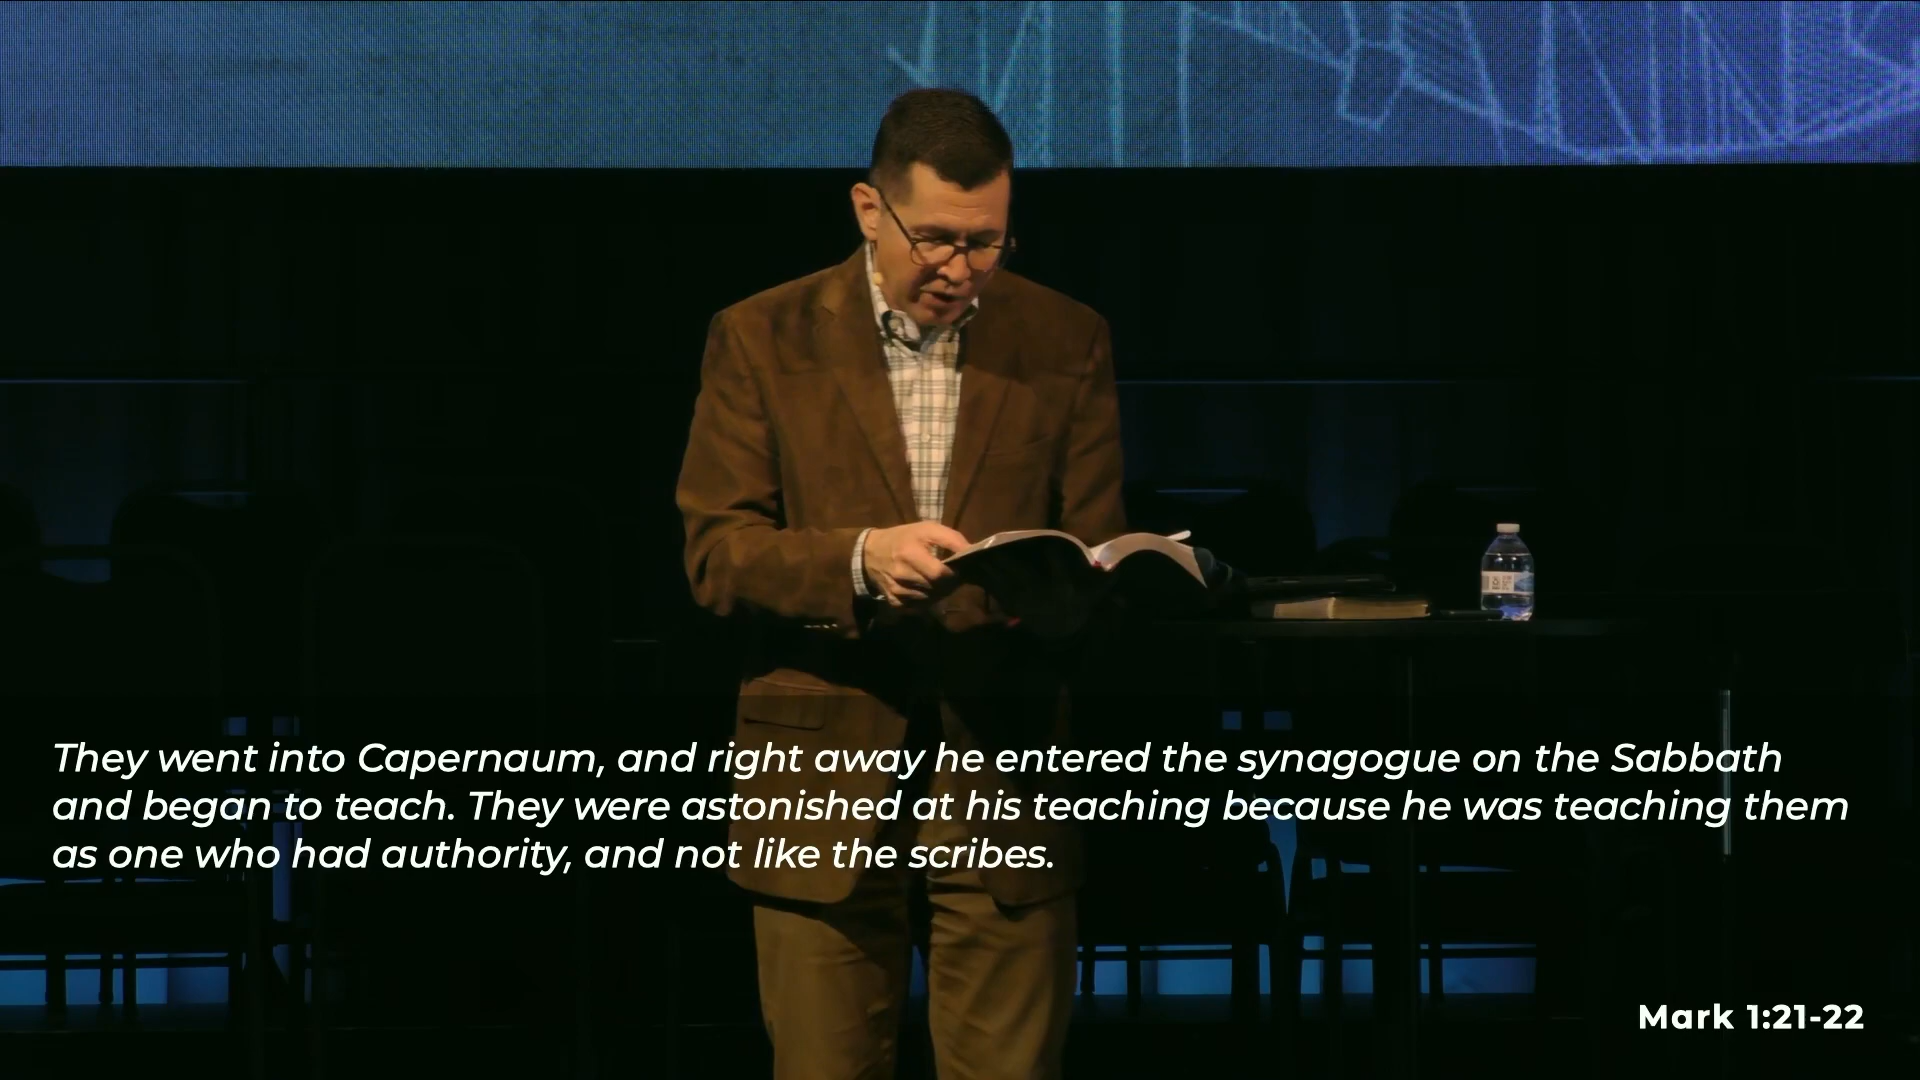 They went into Capernaum, and right away he entered the synagogue on the Sabbath
and began to teach. They were astonished at his teaching because he was teaching them
as one who had authority, and not like the scribes.
Mark 1:21-22